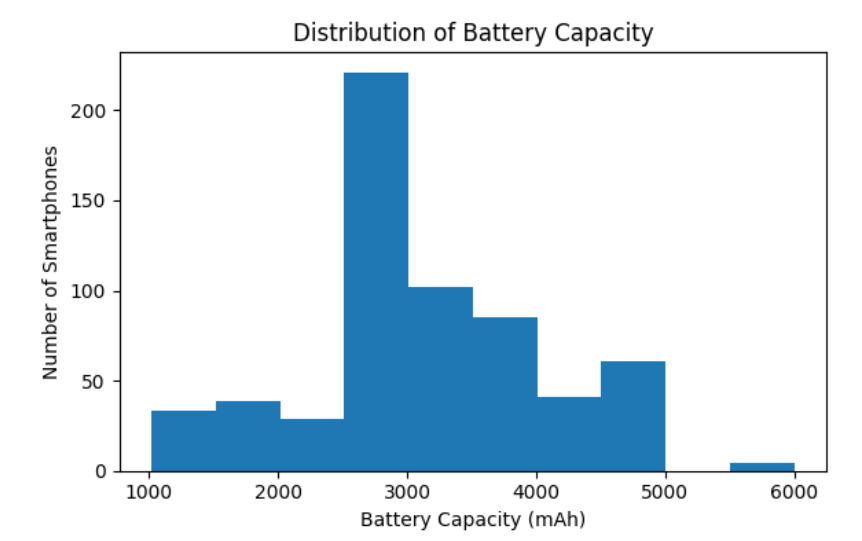 Distribution of Battery Capacity
Number of Smartphones
200
150
100
50
0
1000 2000 3000 4000 5000 6000
Battery Capacity (mAh)